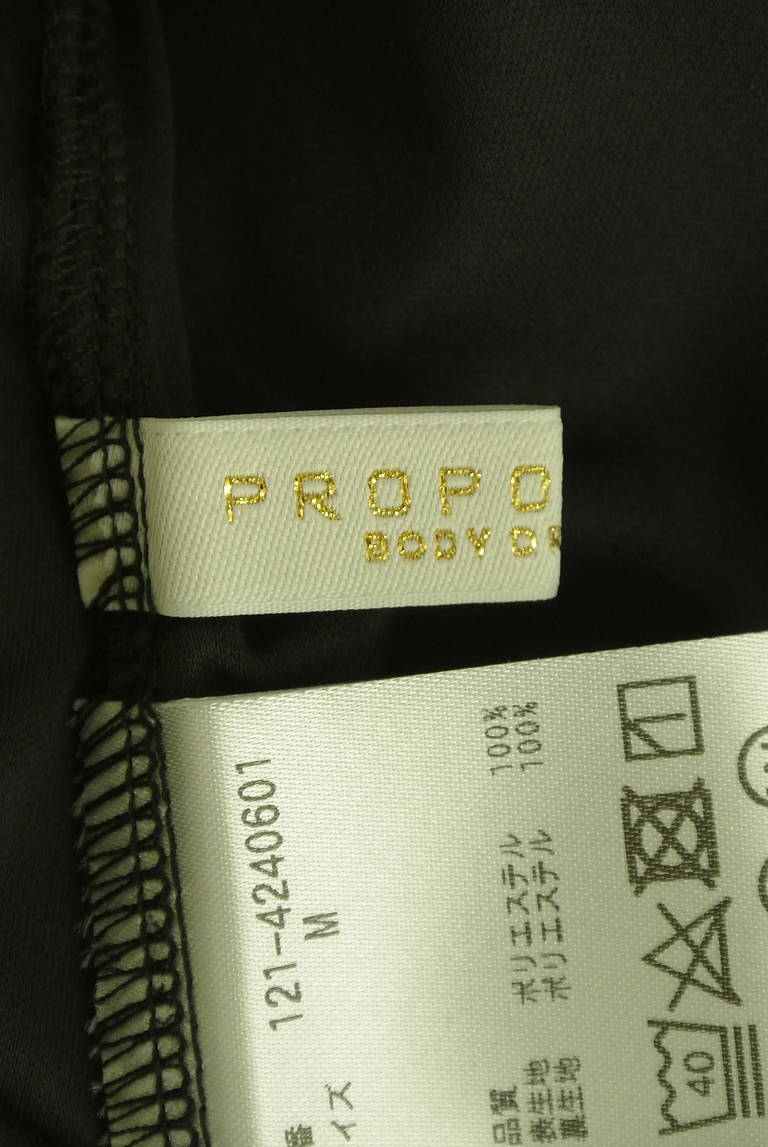 PROPO
BODY D
番 121-4240601
イズ M
品質
表生地 ポリエステル 100%
裏生地 ポリエステル 100%
40